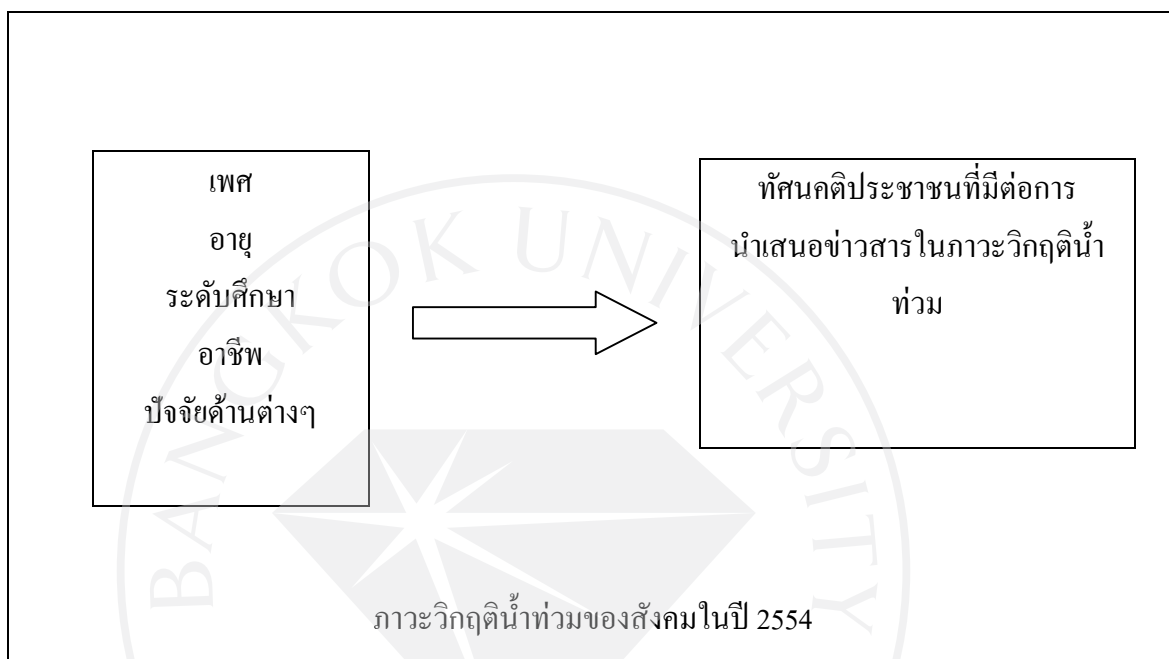 เพศ
อายุ
ระดับศึกษา
อาชีพ
ปัจจัยด้านต่างๆ
ทัศนคติประชาชนที่มีต่อการ
นำเสนอข่าวสารในภาวะวิกฤติน้ำ
ท่วม
BANGKOK UNIVERSITY
ภาวะวิกฤติน้ำท่วมของสังคมในปี 2554